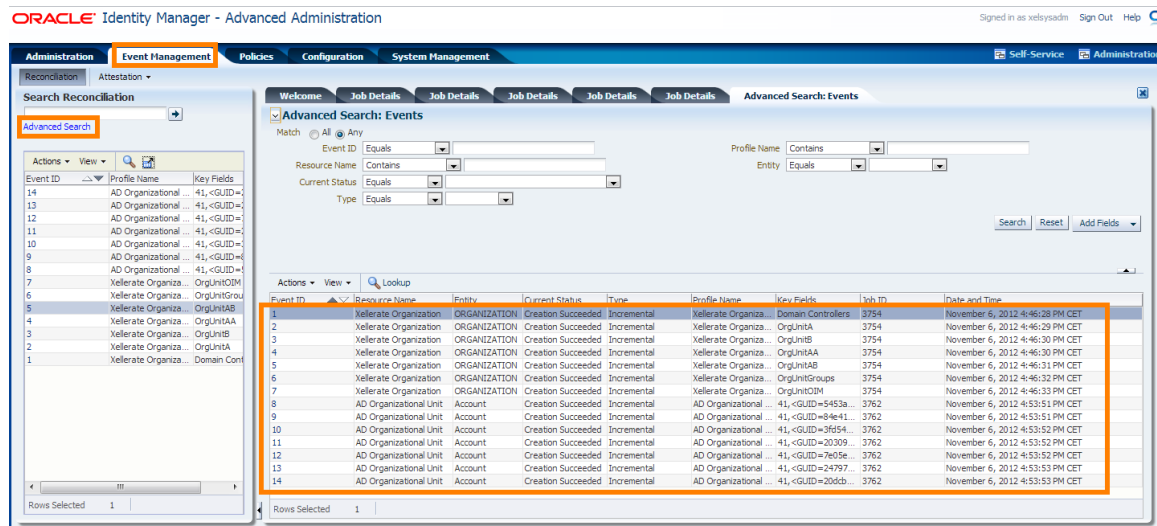 ORACLE Identity Manager - Advanced Administration
Signed in as xelsysadm Sign Out Help
Administration Event Management Policies Configuration System Management
Self-Service Administratio
Reconciliation Attestation
Search Reconciliation
Advanced Search
Actions View
Event ID Profile Name Key Fields
14 AD Organizational ... 41,<GUID=
13 AD Organizational ... 41,<GUID=
12 AD Organizational ... 41,<GUID=
11 AD Organizational ... 41,<GUID=
10 AD Organizational ... 41,<GUID=
9 AD Organizational ... 41,<GUID=
8 AD Organizational ... 41,<GUID=
7 Xellerate Organiza... OrgUnitOIM
6 Xellerate Organiza... OrgUnitGrou
5 Xellerate Organiza... OrgUnitAB
4 Xellerate Organiza... OrgUnitAA
3 Xellerate Organiza... OrgUnitB
2 Xellerate Organiza... OrgUnitA
1 Xellerate Organiza... Domain Cont
Rows Selected 1
Welcome Job Details Job Details Job Details Job Details Job Details Advanced Search: Events
Advanced Search: Events
Match All Any
Event ID Equals Profile Name Contains
Resource Name Contains Entity Equals
Current Status Equals
Type Equals
Search Reset Add Fields
Actions View Lookup
Event ID Resource Name Entity Current Status Type Profile Name Key Fields Job ID Date and Time
1 Xellerate Organization ORGANIZATION Creation Succeeded Incremental Xellerate Organiza... Domain Controllers 3754 November 6, 2012 4:46:28 PM CET
2 Xellerate Organization ORGANIZATION Creation Succeeded Incremental Xellerate Organiza... OrgUnitA 3754 November 6, 2012 4:46:29 PM CET
3 Xellerate Organization ORGANIZATION Creation Succeeded Incremental Xellerate Organiza... OrgUnitB 3754 November 6, 2012 4:46:30 PM CET
4 Xellerate Organization ORGANIZATION Creation Succeeded Incremental Xellerate Organiza... OrgUnitAA 3754 November 6, 2012 4:46:30 PM CET
5 Xellerate Organization ORGANIZATION Creation Succeeded Incremental Xellerate Organiza... OrgUnitAB 3754 November 6, 2012 4:46:31 PM CET
6 Xellerate Organization ORGANIZATION Creation Succeeded Incremental Xellerate Organiza... OrgUnitGroups 3754 November 6, 2012 4:46:32 PM CET
7 Xellerate Organization ORGANIZATION Creation Succeeded Incremental Xellerate Organiza... OrgUnitOIM 3754 November 6, 2012 4:46:33 PM CET
8 AD Organizational Unit Account Creation Succeeded Incremental AD Organizational ... 41,<GUID=5453a... 3762 November 6, 2012 4:53:51 PM CET
9 AD Organizational Unit Account Creation Succeeded Incremental AD Organizational ... 41,<GUID=84e41... 3762 November 6, 2012 4:53:51 PM CET
10 AD Organizational Unit Account Creation Succeeded Incremental AD Organizational ... 41,<GUID=3fd54... 3762 November 6, 2012 4:53:52 PM CET
11 AD Organizational Unit Account Creation Succeeded Incremental AD Organizational ... 41,<GUID=20309... 3762 November 6, 2012 4:53:52 PM CET
12 AD Organizational Unit Account Creation Succeeded Incremental AD Organizational ... 41,<GUID=7e05e... 3762 November 6, 2012 4:53:52 PM CET
13 AD Organizational Unit Account Creation Succeeded Incremental AD Organizational ... 41,<GUID=24797... 3762 November 6, 2012 4:53:53 PM CET
14 AD Organizational Unit Account Creation Succeeded Incremental AD Organizational ... 41,<GUID=20dcb... 3762 November 6, 2012 4:53:53 PM CET
Rows Selected 1